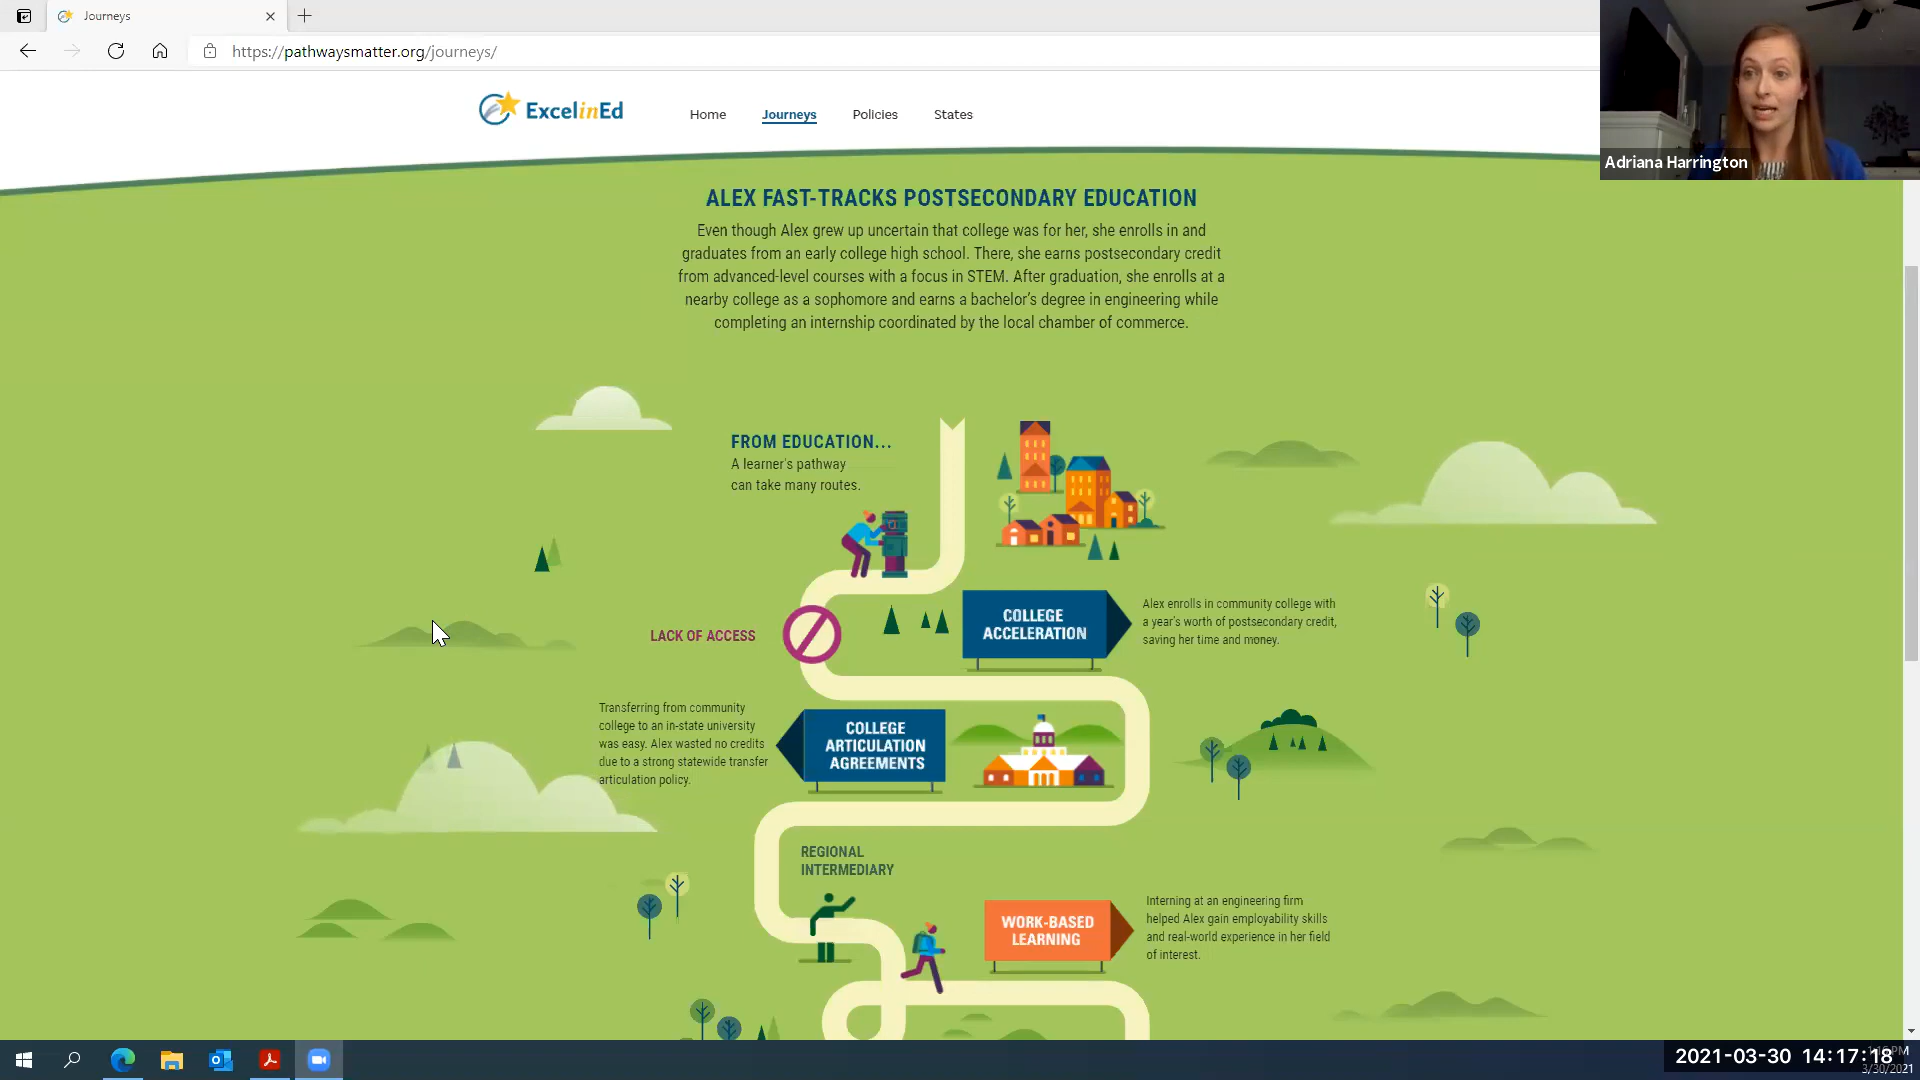 Journeys
https://pathwaysmatter.org/journeys/
ExcelinEd
Home
Journeys
Policies
States
Adriana Harrington
ALEX FAST-TRACKS POSTSECONDARY EDUCATION
Even though Alex grew up uncertain that college was for her, she enrolls in and
graduates from an early college high school. There, she earns postsecondary credit
from advanced-level courses with a focus in STEM. After graduation, she enrolls at a
nearby college as a sophomore and earns a bachelor's degree in engineering while
completing an internship coordinated by the local chamber of commerce.
FROM EDUCATION...
A learner's pathway
can take many routes.
COLLEGE
ACCELERATION
Alex enrolls in community college with
a year's worth of postsecondary credit,
saving her time and money.
LACK OF ACCESS
Transferring from community
college to an in-state university
was easy. Alex wasted no credits
due to a strong statewide transfer
articulation policy.
COLLEGE
ARTICULATION
AGREEMENTS
REGIONAL
INTERMEDIARY
WORK-BASED
LEARNING
Interning at an engineering firm
helped Alex gain employability skills
and real-world experience in her field
of interest.
2021-03-30 14:17:18
3/30/2021